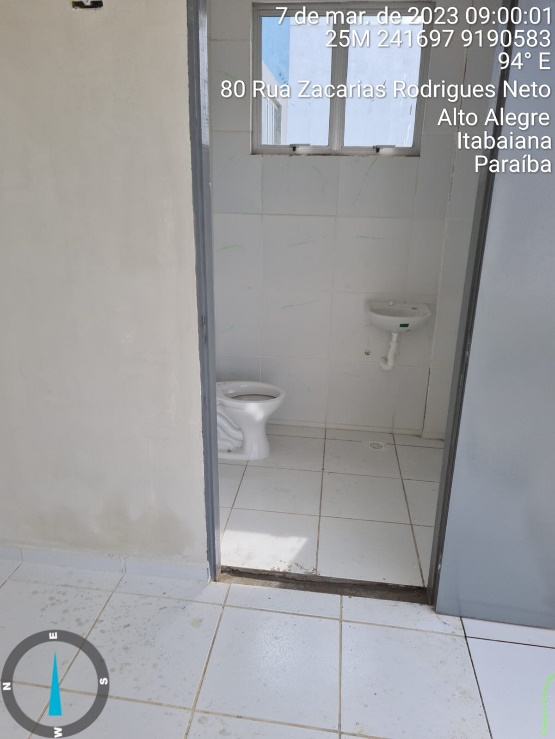 7 de mar. de 2023 09:00:01
25M 241697 9190583
94° E
80 Rua Zacarias Rodrigues Neto
Alto Alegre
Itabaiana
Paraíba
E
N
S
W